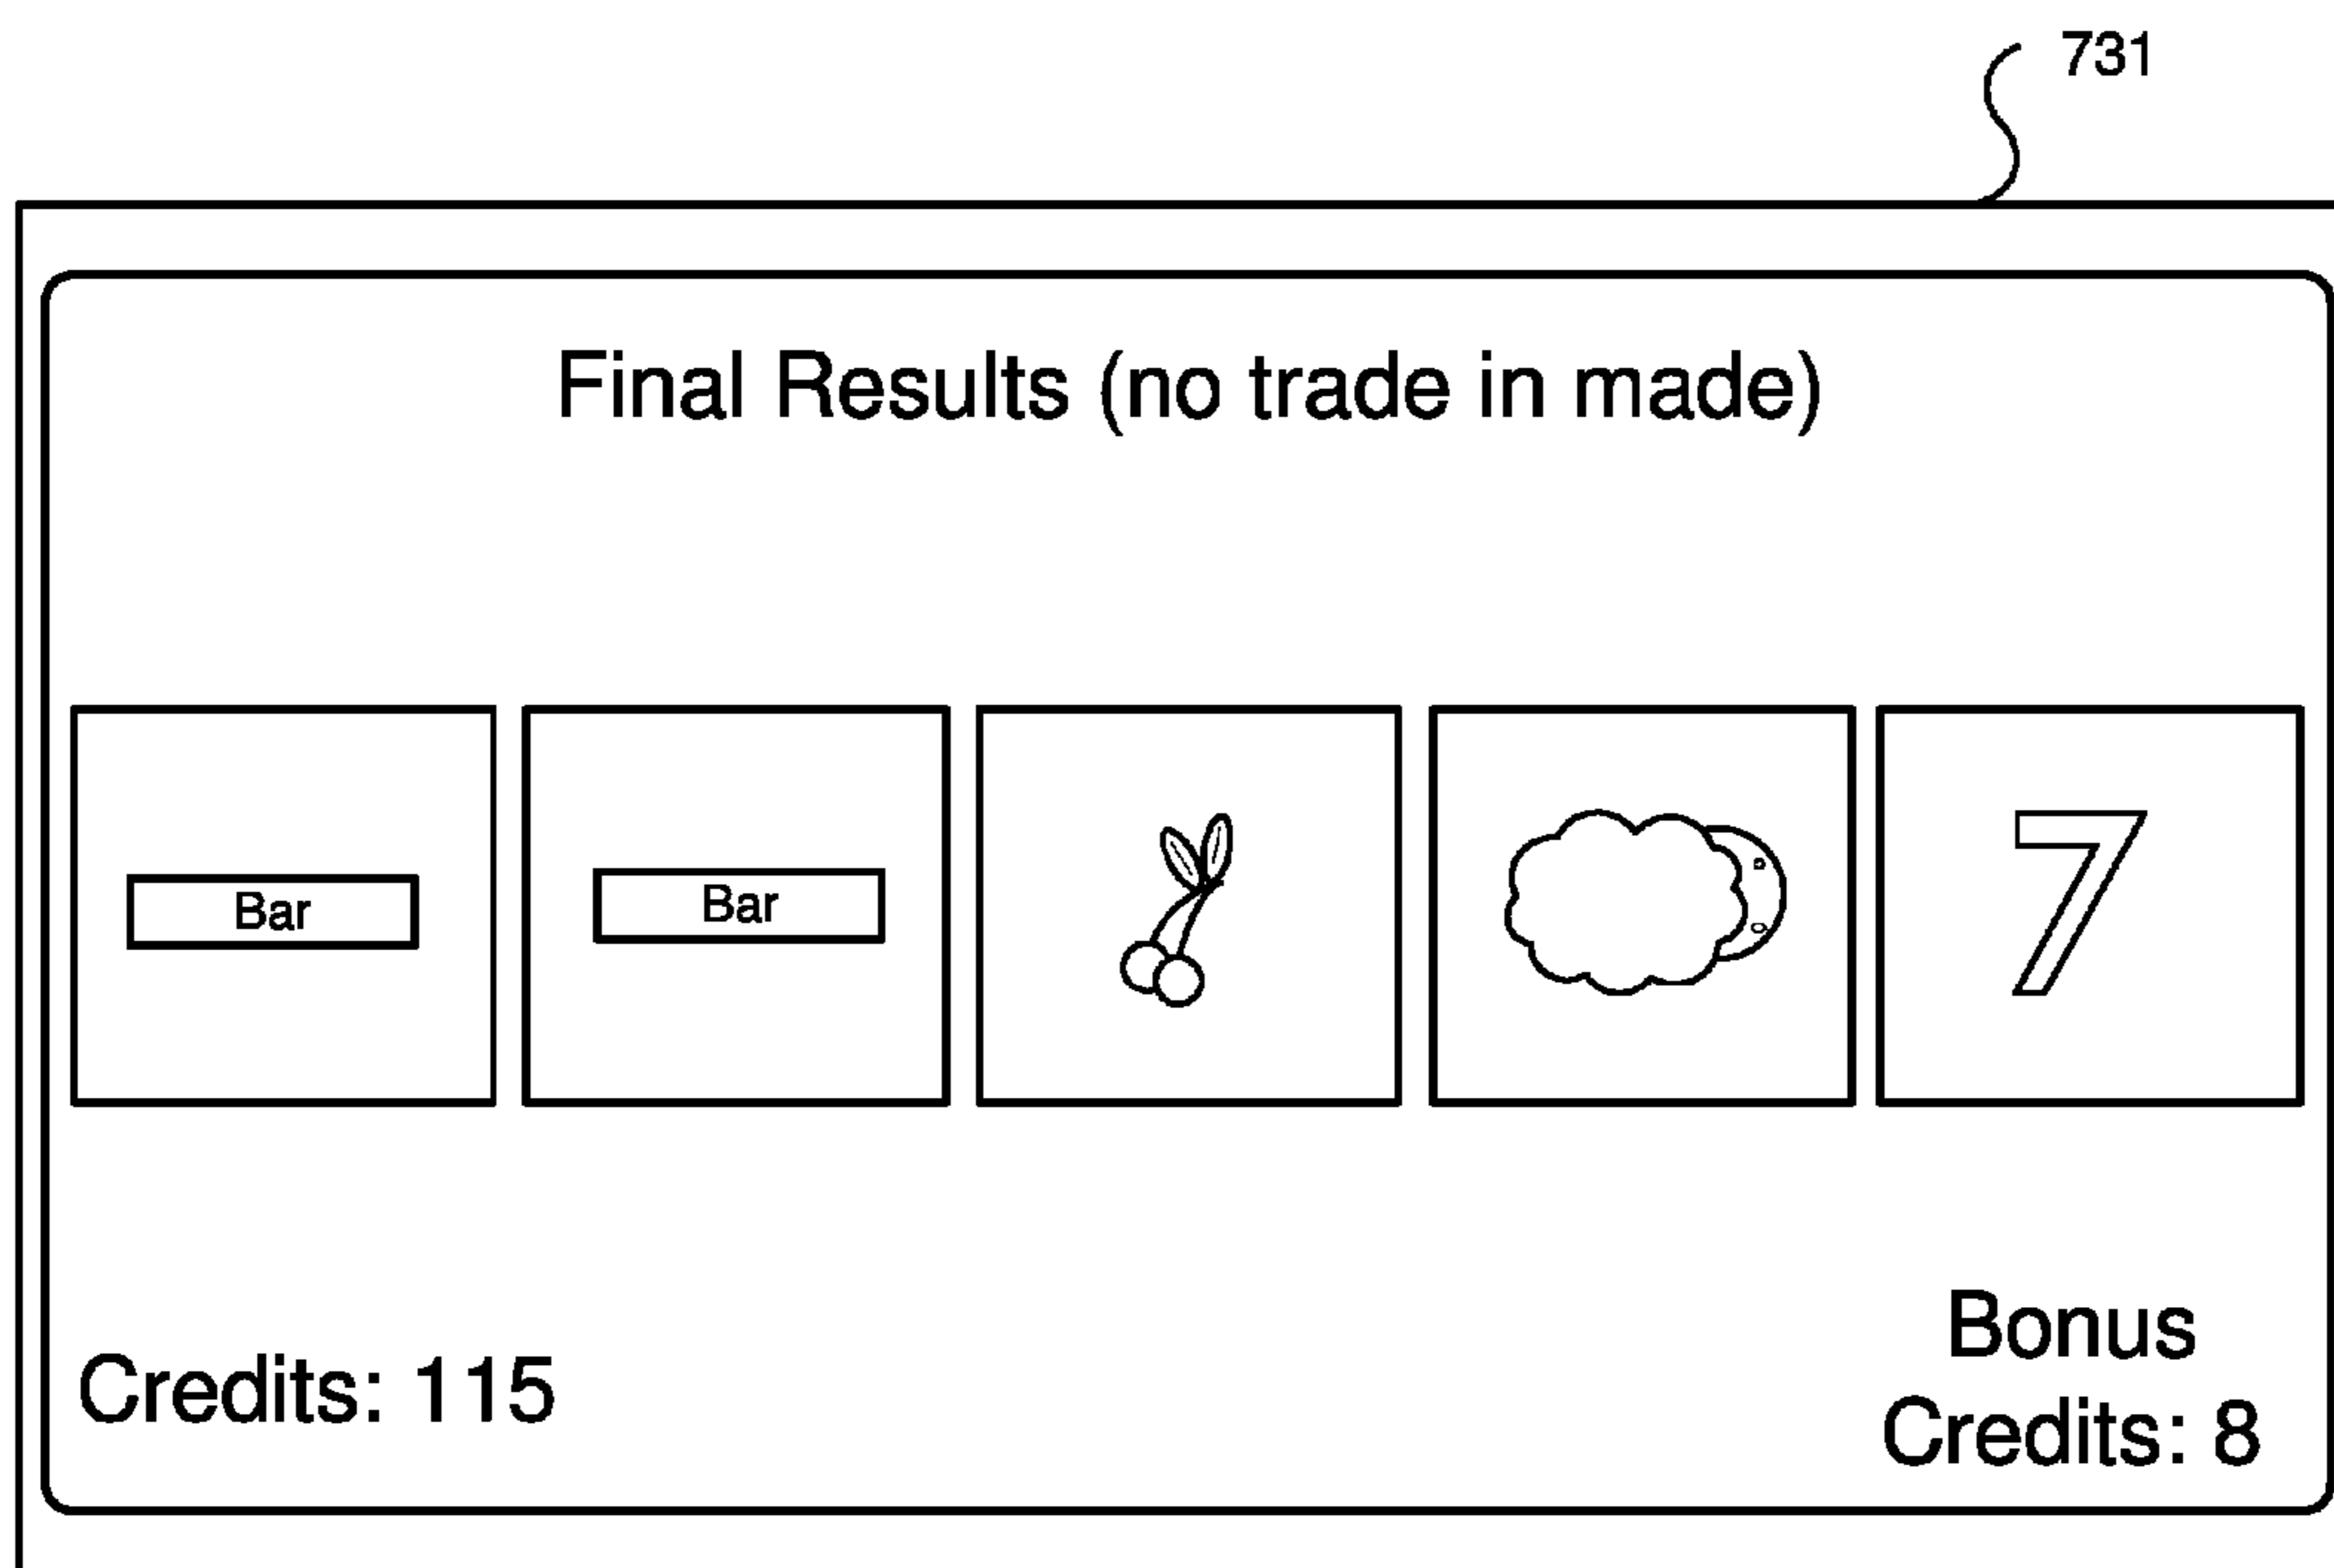 731
Final Results (no trade in made)
Bar
Bar
7
Credits: 115
Bonus
Credits: 8